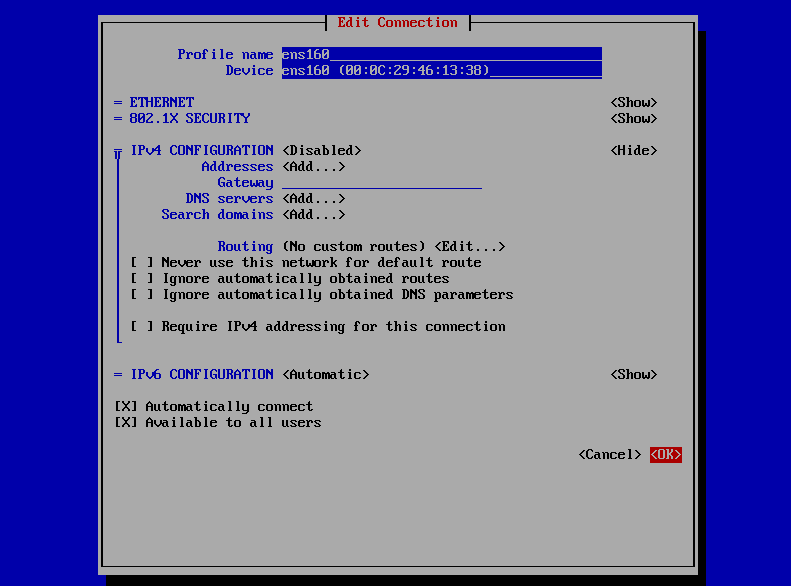 Edit Connection
Profile name ens160
Device ens160 (00:0C:29:46:13:38)
= ETHERNET <Show>
= 802.1X SECURITY <Show>
= IPv4 CONFIGURATION <Disabled> <Hide>
Addresses <Add...>
Gateway
DNS servers <Add...>
Search domains <Add...>
Routing (No custom routes) <Edit...>
[ ] Never use this network for default route
[ ] Ignore automatically obtained routes
[ ] Ignore automatically obtained DNS parameters
[ ] Require IPv4 addressing for this connection
= IPv6 CONFIGURATION <Automatic> <Show>
[X] Automatically connect
[X] Available to all users
<Cancel> <OK>